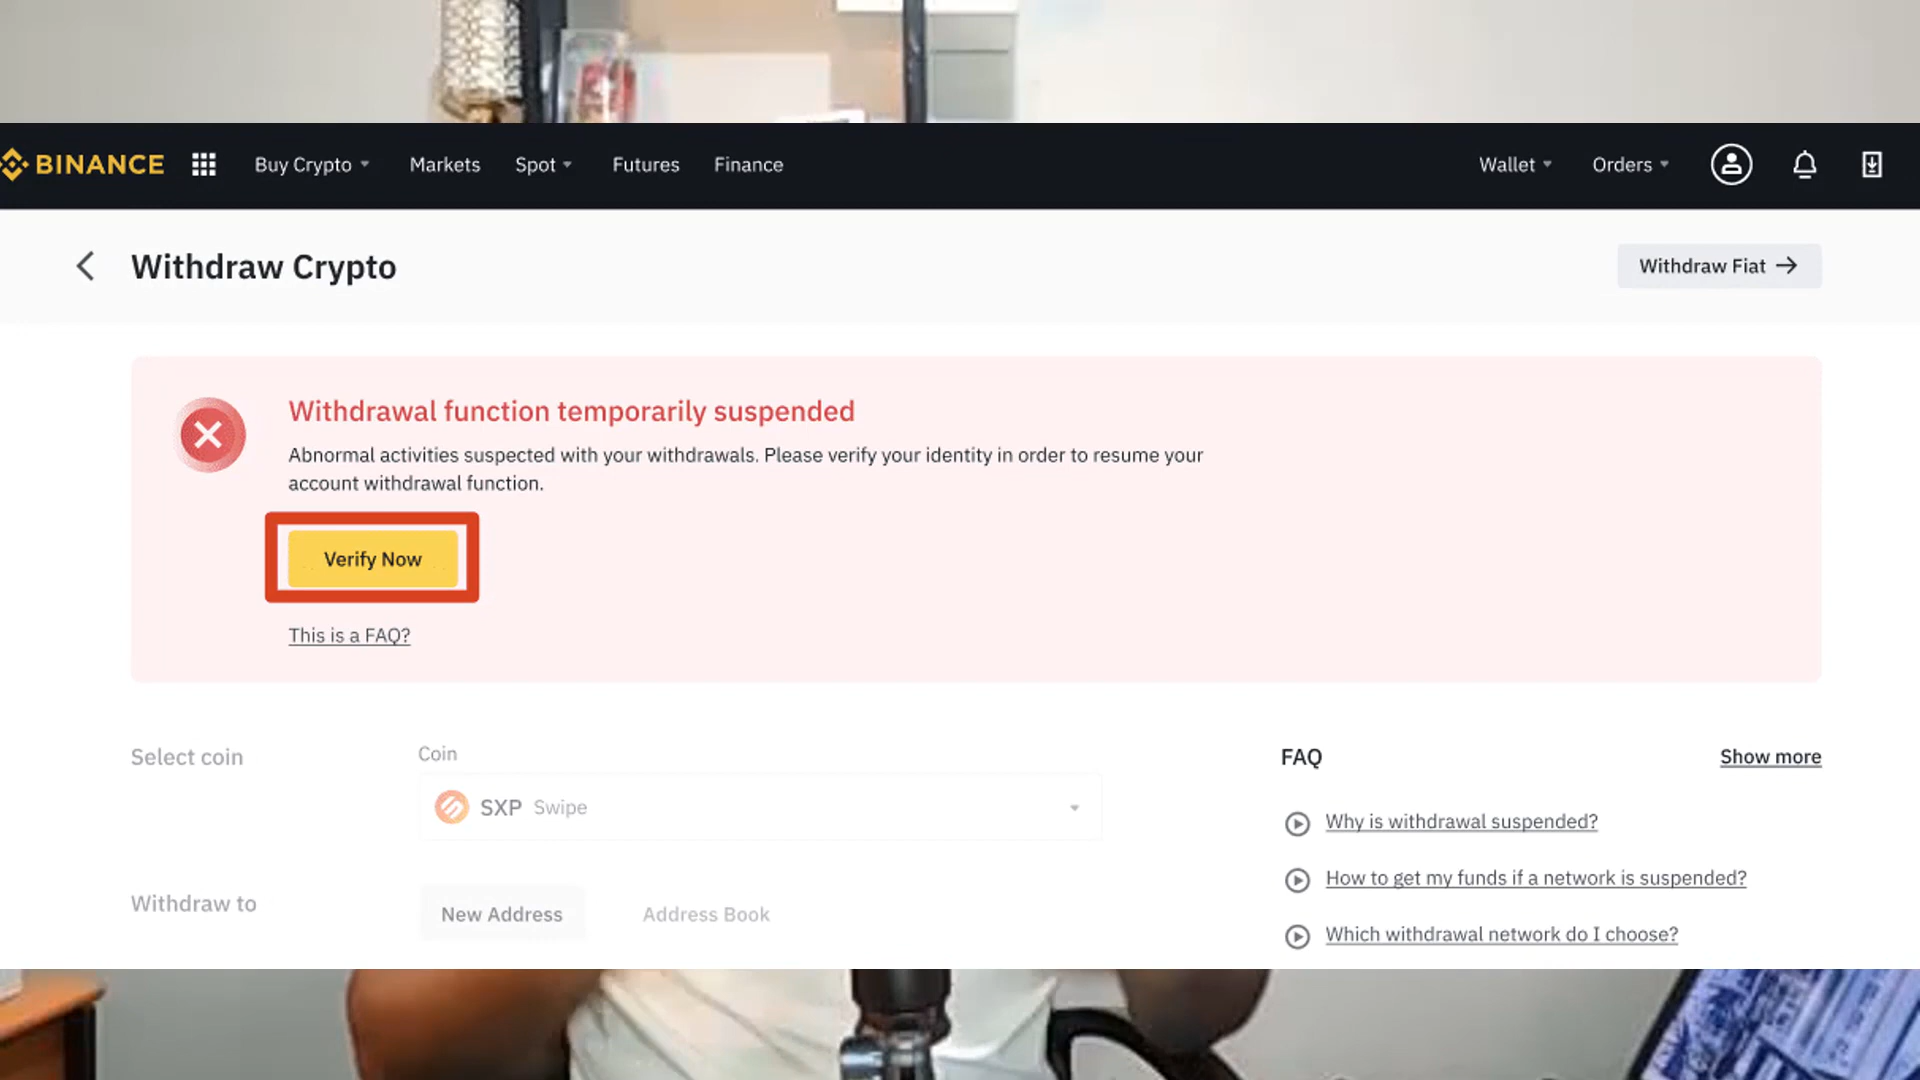 BINANCE Buy Crypto Markets Spot Futures Finance Wallet Orders
Withdraw Crypto
Withdraw Fiat
Withdrawal function temporarily suspended
Abnormal activities suspected with your withdrawals. Please verify your identity in order to resume your
account withdrawal function.
Verify Now
This is a FAQ?
Select coin
Coin
SXP Swipe
Withdraw to
New Address Address Book
FAQ Show more
Why is withdrawal suspended?
How to get my funds if a network is suspended?
Which withdrawal network do I choose?